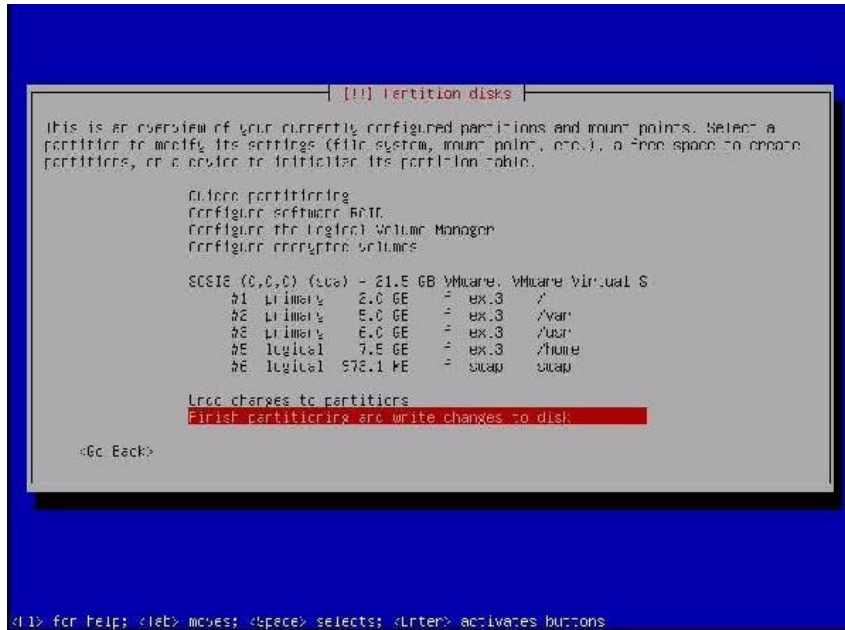 [!!] Partition disks
This is an overview of your currently configured partitions and mount points. Select a
partition to modify its settings (file system, mount point, etc.), a free space to create
partitions, or a device to initialize its partition table.
Guided partitioning
Configure software RAID
Configure the Logical Volume Manager
Configure encrypted volumes
SCSI3 (0,0,0) (sda) - 21.5 GB VMware, VMware Virtual S
#1 primary 2.0 GB f ext3 /
#2 primary 5.0 GB f ext3 /var
#3 primary 6.0 GB f ext3 /usr
#5 logical 7.5 GB f ext3 /home
#6 logical 978.1 MB f swap swap
Undo changes to partitions
Finish partitioning and write changes to disk
<Go Back>
<F1> for help; <Tab> moves; <Space> selects; <Enter> activates buttons